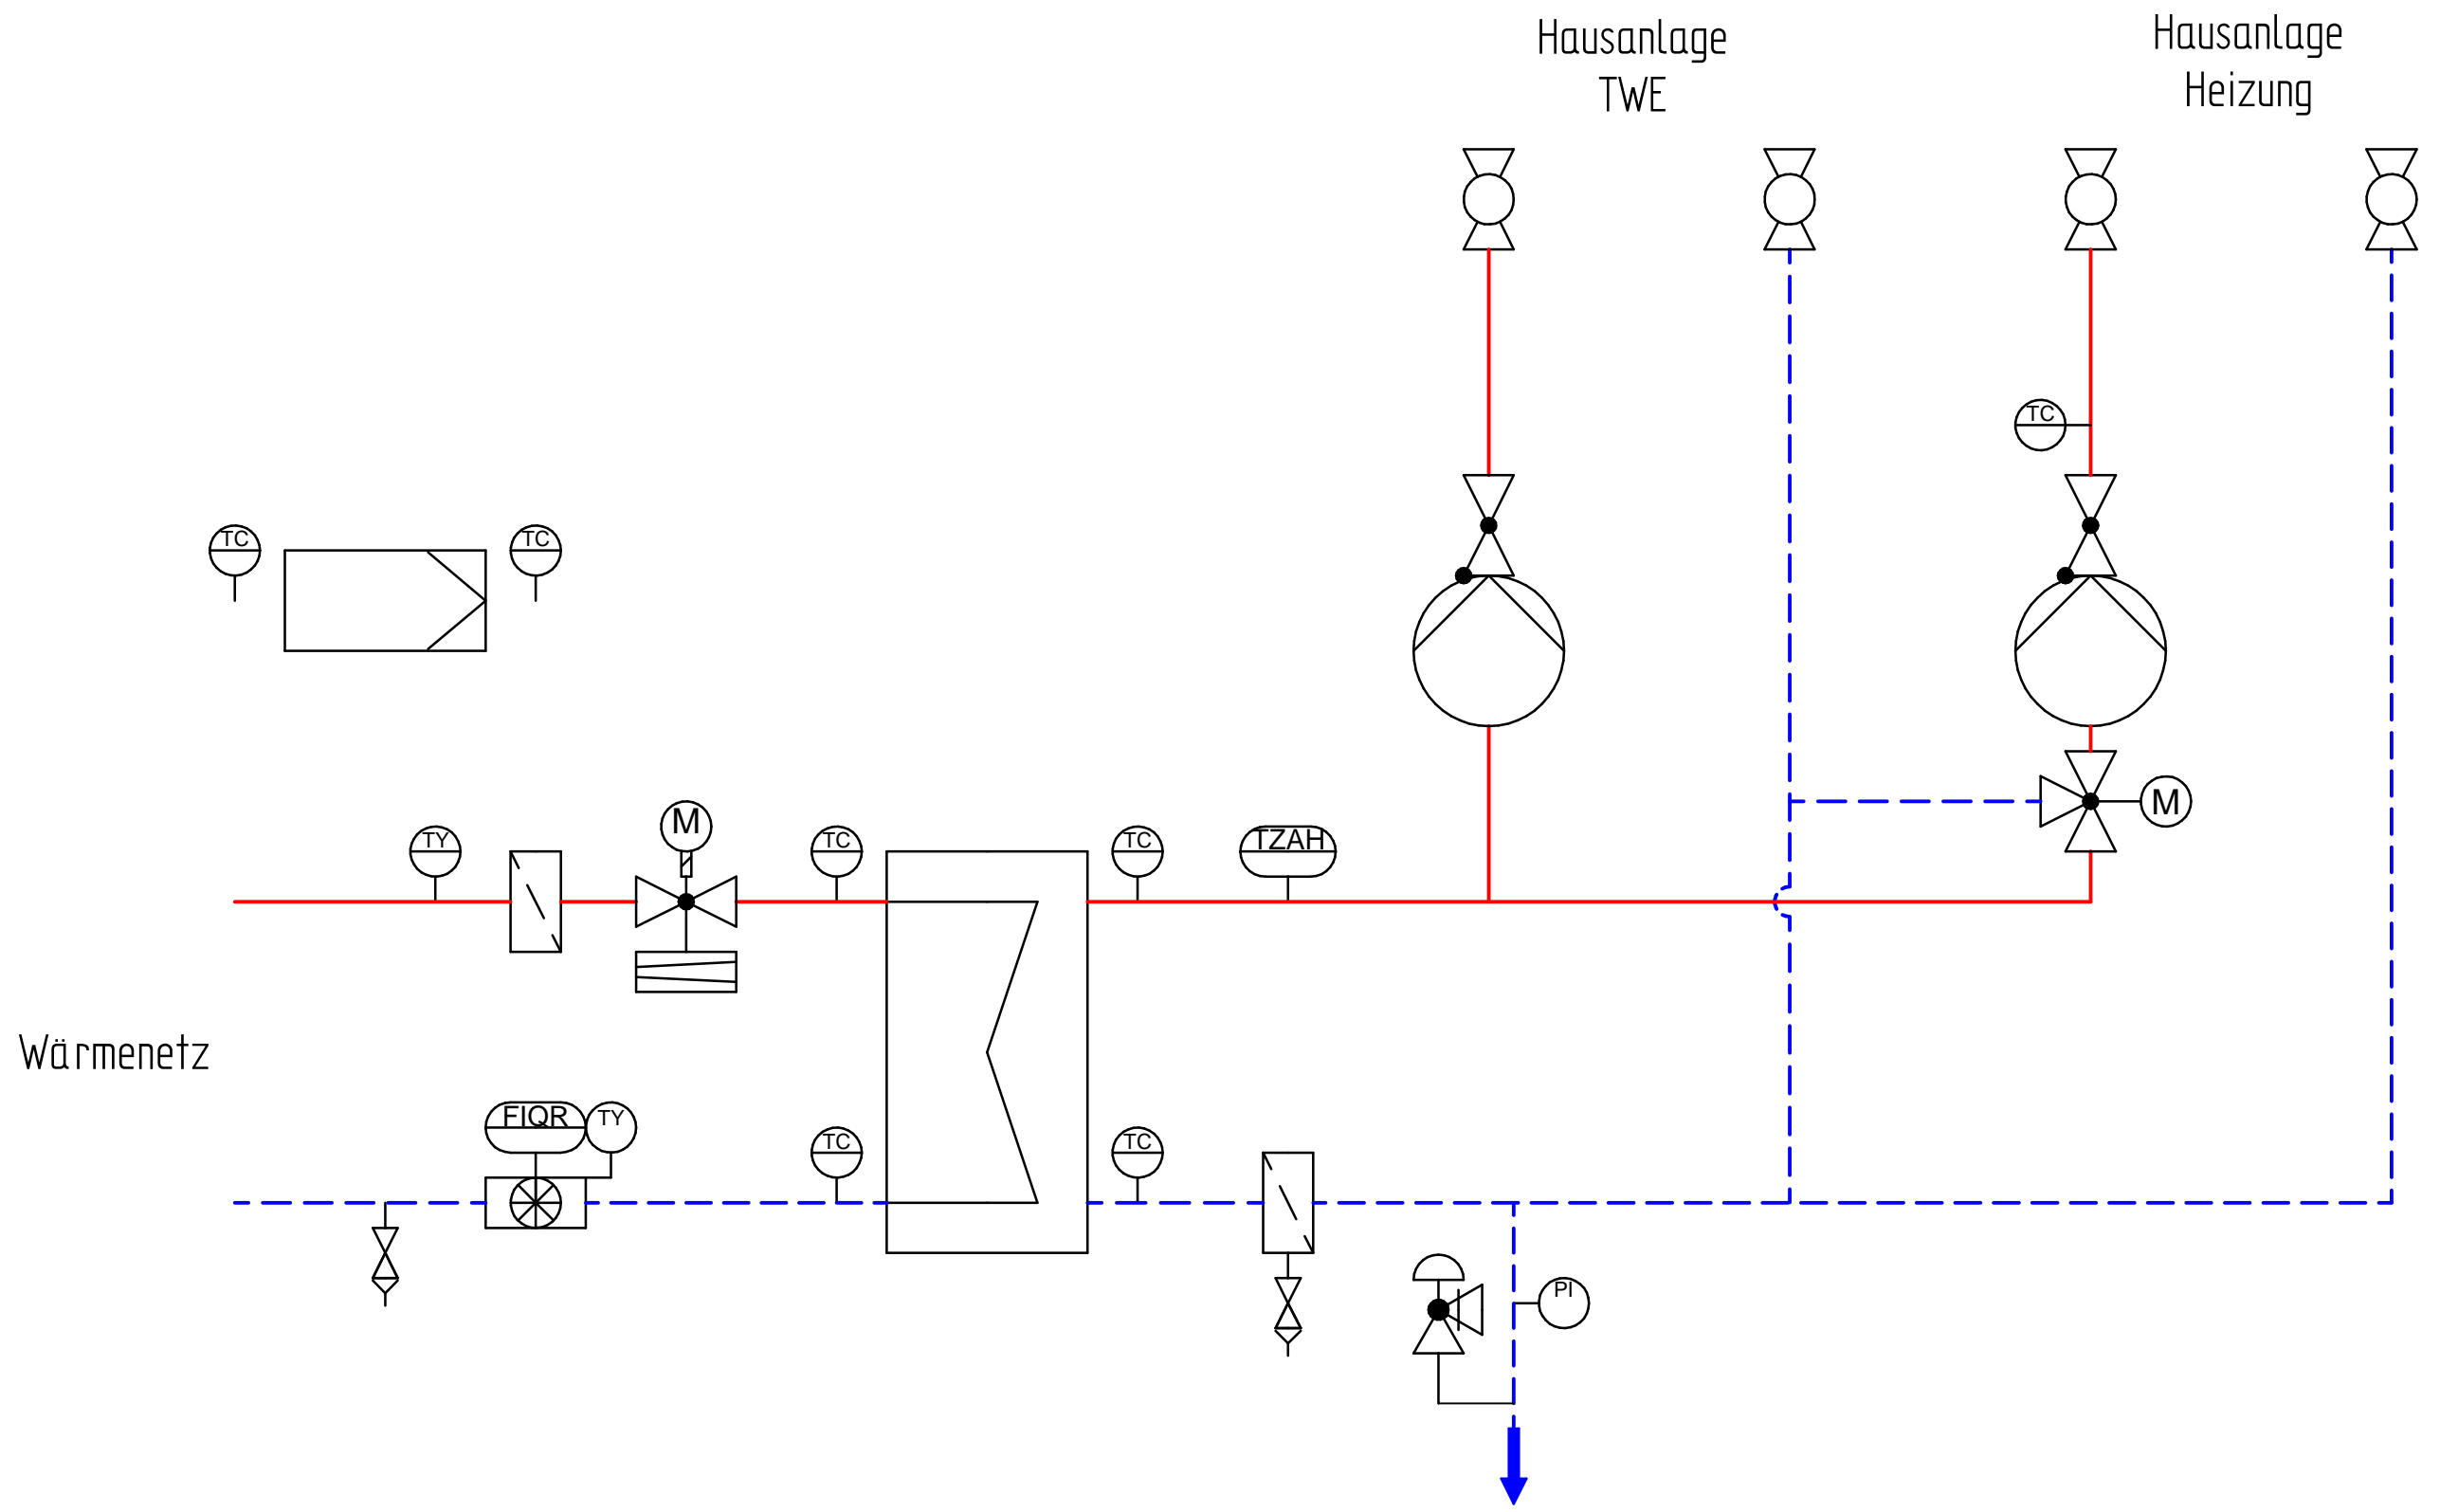 Hausanlage
TWE
Hausanlage
Heizung
TC
TC
TC
TY
M
TC
TC
TZAH
M
Wärmenetz
FIQR
TY
TC
TC
PI